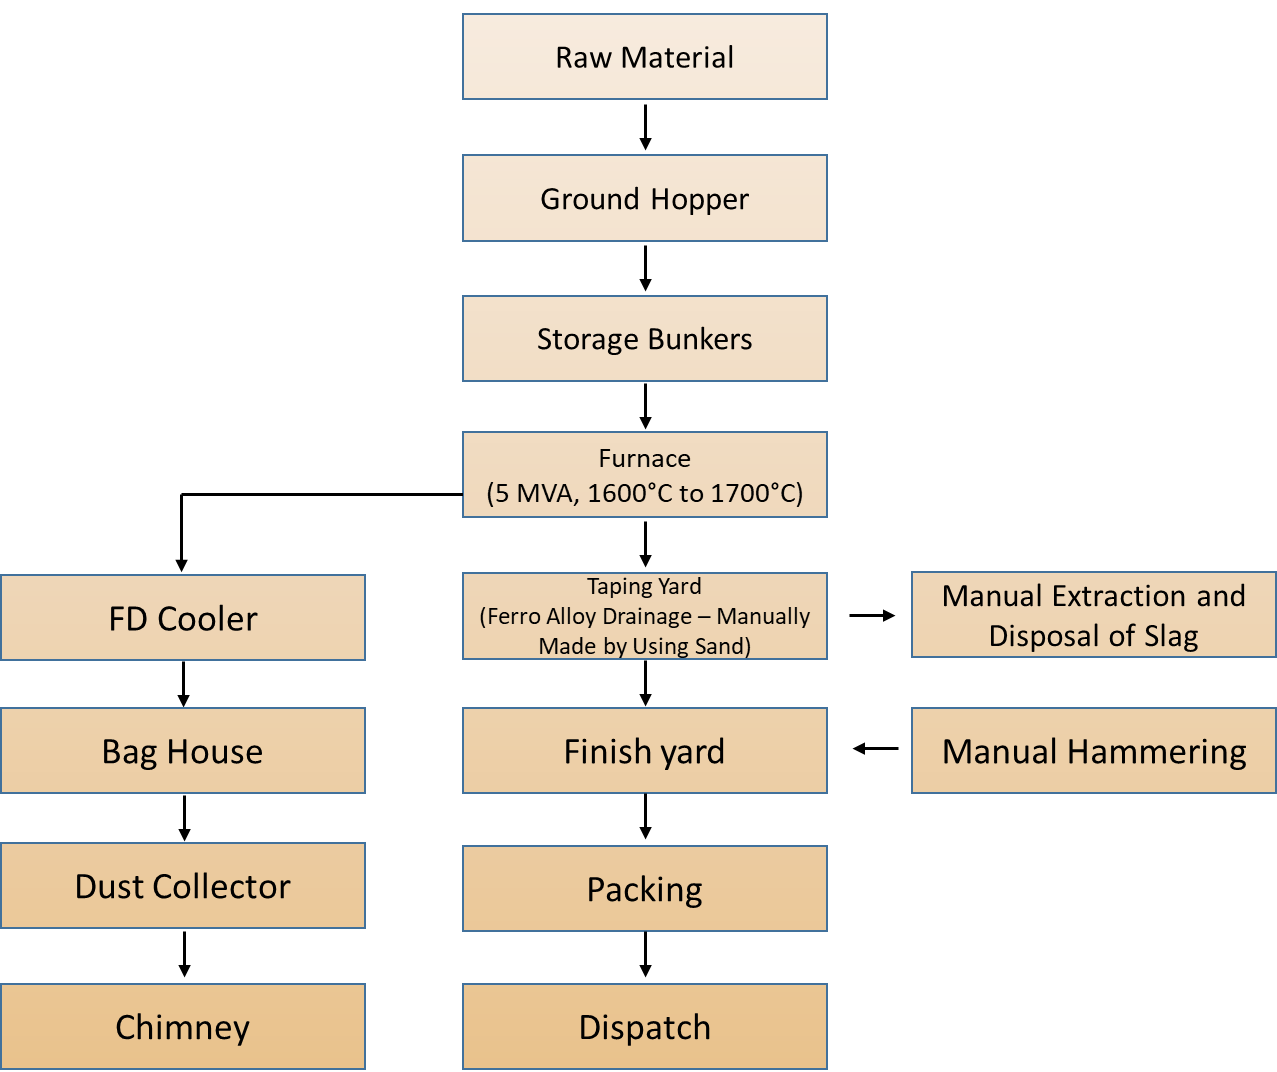 Raw Material
Ground Hopper
Storage Bunkers
Furnace
(5 MVA, 1600°C to 1700°C)
FD Cooler
Taping Yard
(Ferro Alloy Drainage – Manually
Made by Using Sand)
Manual Extraction and
Disposal of Slag
Bag House
Finish yard
Manual Hammering
Dust Collector
Packing
Chimney
Dispatch